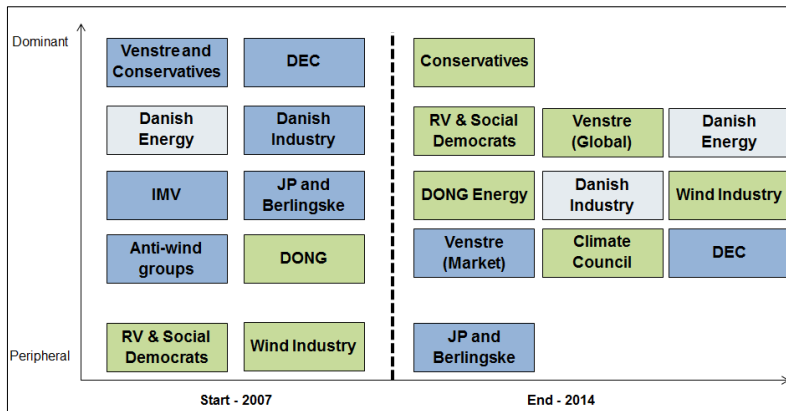 Dominant
Venstre and
Conservatives
DEC
Conservatives
Danish
Energy
Danish
Industry
RV & Social
Democrats
Venstre
(Global)
Danish
Energy
IMV
JP and
Berlingske
DONG Energy
Danish
Industry
Wind Industry
Anti-wind
groups
DONG
Venstre
(Market)
Climate
Council
DEC
RV & Social
Democrats
Wind Industry
JP and
Berlingske
Peripheral
Start - 2007
End - 2014